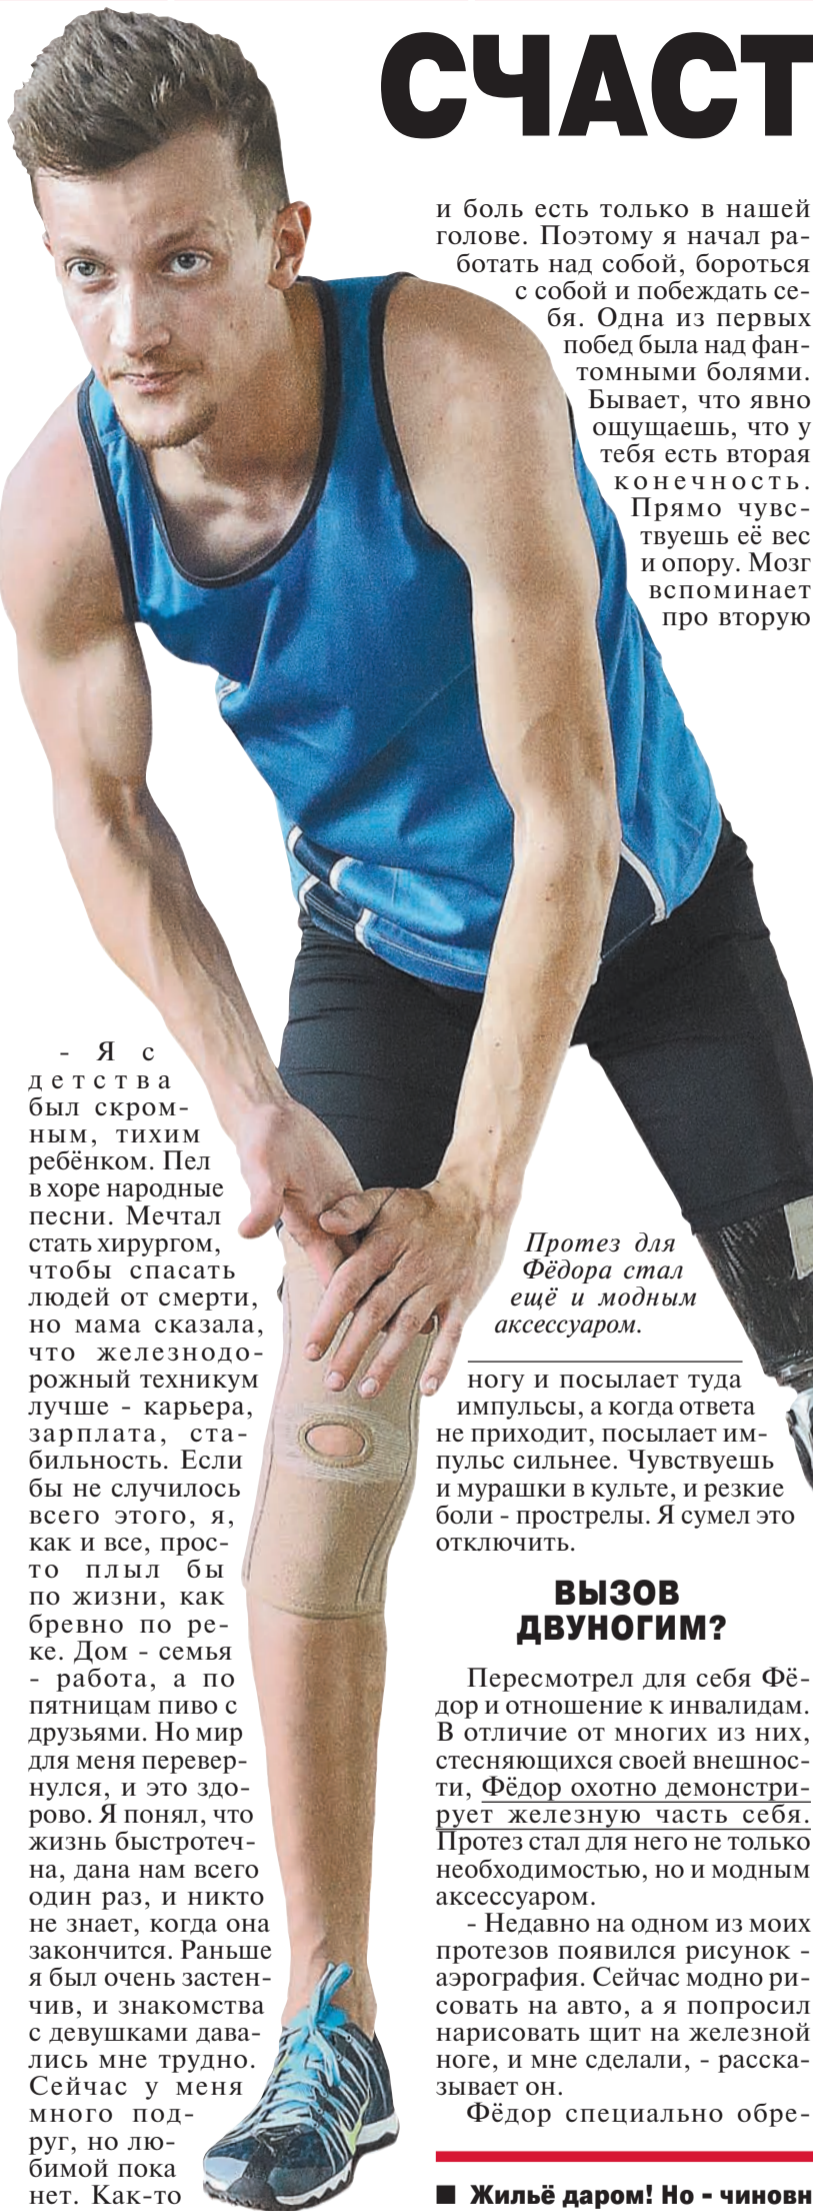 СЧАСТ
- Я с
детства
был скром-
ным, тихим
ребёнком. Пел
в хоре народные
песни. Мечтал
стать хирургом,
чтобы спасать
людей от смерти,
но мама сказала,
что железнодо-
рожный техникум
лучше - карьера,
зарплата, ста-
бильность. Если
бы не случилось
всего этого, я,
как и все, прос-
то плыл бы
по жизни, как
бревно по ре-
ке. Дом - семья
- работа, а по
пятницам пиво с
друзьями. Но мир
для меня перевер-
нулся, и это здо-
рово. Я понял, что
жизнь быстротеч-
на, дана нам всего
один раз, и никто
не знает, когда она
закончится. Раньше
я был очень застен-
чив, и знакомства
с девушками дава-
лись мне трудно.
Сейчас у меня
много под-
руг, но лю-
бимой пока
нет. Как-то
и боль есть только в нашей
голове. Поэтому я начал ра-
ботать над собой, бороться
с собой и побеждать се-
бя. Одна из первых
побед была над фан-
томными болями.
Бывает, что явно
ощущаешь, что у
тебя есть вторая
конечность.
Прямо чувс-
твуешь её вес
и опору. Мозг
вспоминает
про вторую
Протез для
Фёдора стал
ещё и модным
аксессуаром.
ногу и посылает туда
импульсы, а когда ответа
не приходит, посылает им-
пульс сильнее. Чувствуешь
и мурашки в культе, и резкие
боли - прострелы. Я сумел это
отключить.
ВЫЗОВ
ДВУНОГИМ?
Пересмотрел для себя Фё-
дор и отношение к инвалидам.
В отличие от многих из них,
стесняющихся своей внешнос-
ти, Фёдор охотно демонстри-
рует железную часть себя.
Протез стал для него не только
необходимостью, но и модным
аксессуаром.
- Недавно на одном из моих
протезов появился рисунок -
аэрография. Сейчас модно ри-
совать на авто, а я попросил
нарисовать щит на железной
ноге, и мне сделали, - расска-
зывает он.
Фёдор специально обре-
■ Жильё даром! Но - чиновн